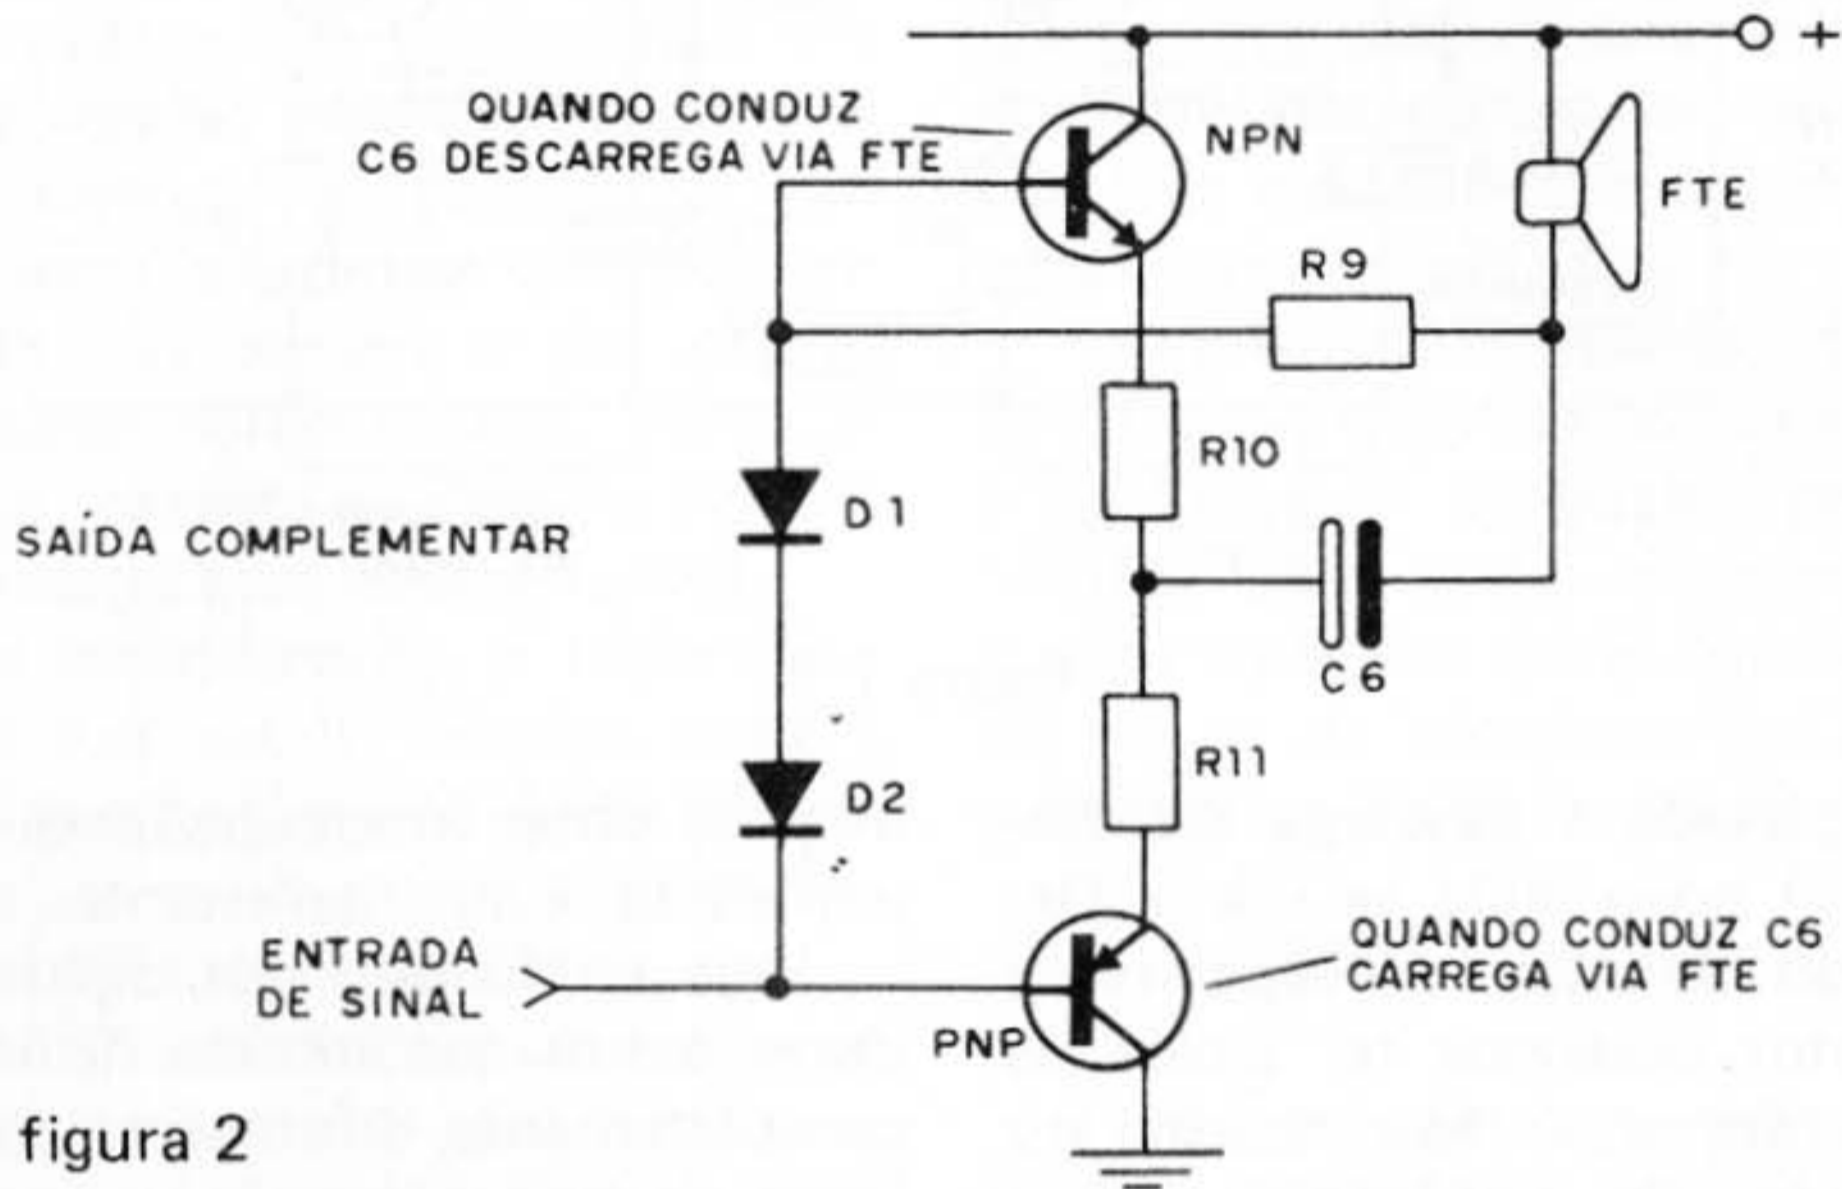 +
QUANDO CONDUZ
C6 DESCARREGA VIA FTE
NPN
FTE
R9
R10
D1
SAÍDA COMPLEMENTAR
C6
R11
D2
ENTRADA
DE SINAL
PNP
QUANDO CONDUZ C6
CARREGA VIA FTE
figura 2